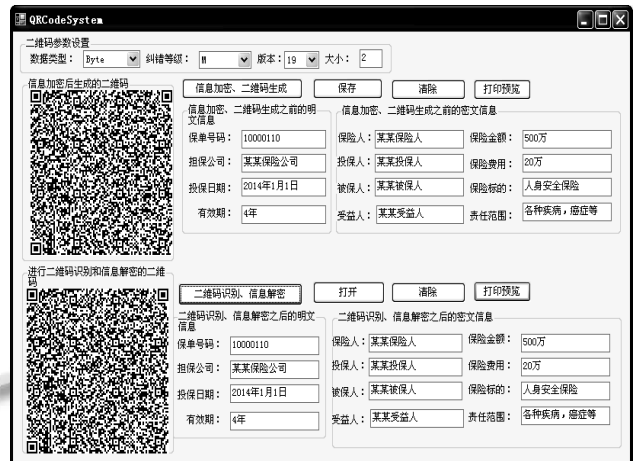 QRCodeSystem
二维码参数设置
数据类型： Byte 纠错等级： M 版本： 19 大小： 2
信息加密后生成的二维码
信息加密、二维码生成 保存 清除 打印预览
信息加密、二维码生成之前的明
文信息
保单号码： 10000110
担保公司： 某某保险公司
投保日期： 2014年1月1日
有效期： 4年
信息加密、二维码生成之前的密文信息
保险人： 某某保险人 保险金额： 500万
投保人： 某某投保人 保险费用： 20万
被保人： 某某被保人 保险标的： 人身安全保险
受益人： 某某受益人 责任范围： 各种疾病，癌症等
进行二维码识别和信息解密的二维
码
二维码识别、信息解密 打开 清除 打印预览
二维码识别、信息解密之后的明文
信息
保单号码： 10000110
担保公司： 某某保险公司
投保日期： 2014年1月1日
有效期： 4年
二维码识别、信息解密之后的密文信息
保险人： 某某保险人 保险金额： 500万
投保人： 某某投保人 保险费用： 20万
被保人： 某某被保人 保险标的： 人身安全保险
受益人： 某某受益人 责任范围： 各种疾病，癌症等